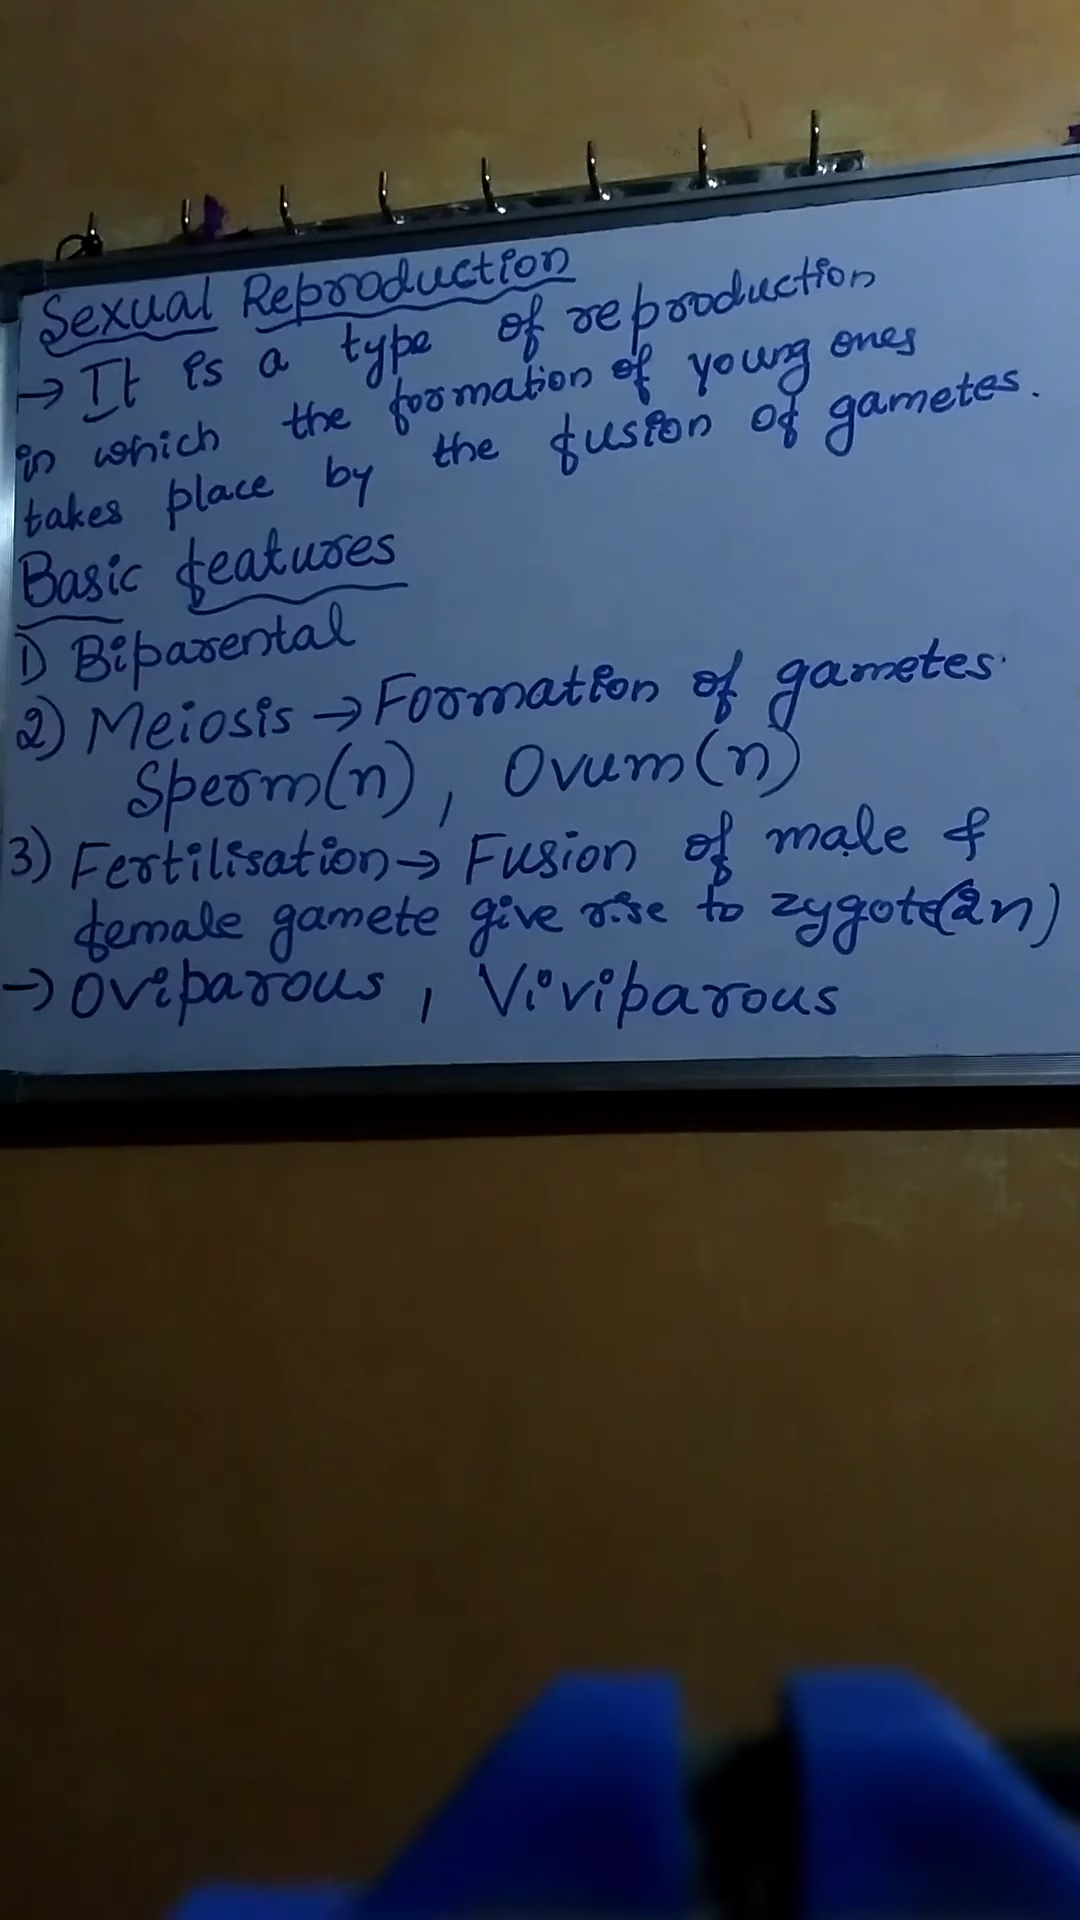 Sexual Reproduction
→ It is a type of reproduction
in which the formation of young ones
takes place by the fusion of gametes.
Basic features
1) Biparental
2) Meiosis → Formation of gametes.
Sperm(n), Ovum(n)
3) Fertilisation → Fusion of male &
female gamete give rise to zygote(2n)
→ Oviparous, Viviparous